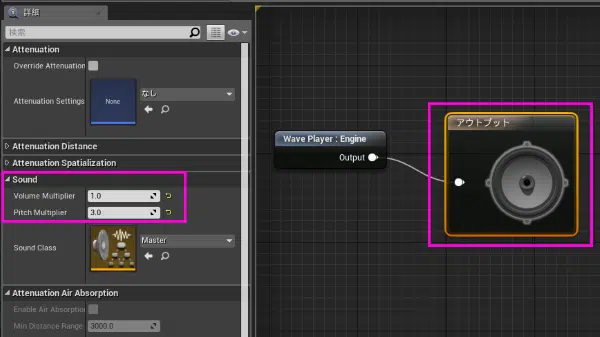 詳細
検索
Attenuation
Override Attenuation
Attenuation Settings
None
なし
Attenuation Distance
Attenuation Spatialization
Sound
Volume Multiplier
1.0
Pitch Multiplier
3.0
Sound Class
Master
Attenuation Air Absorption
Enable Air Absorption
Min Distance Range
3000.0
Wave Player : Engine
Output
アウトプット